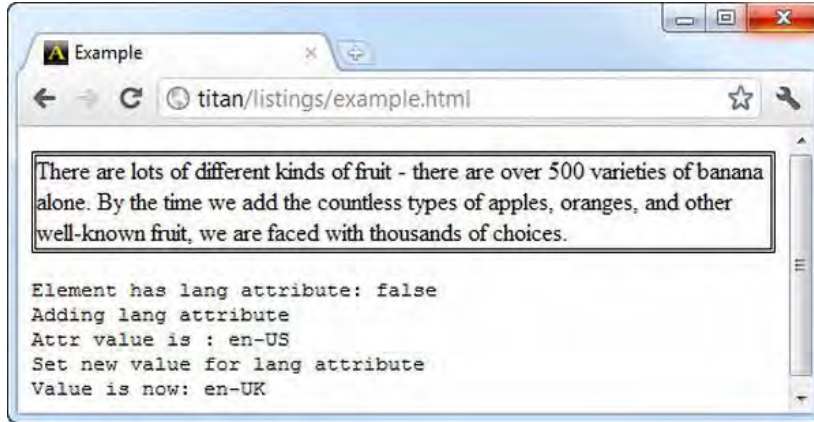 Example
titan/listings/example.html
There are lots of different kinds of fruit - there are over 500 varieties of banana
alone. By the time we add the countless types of apples, oranges, and other
well-known fruit, we are faced with thousands of choices.
Element has lang attribute: false
Adding lang attribute
Attr value is : en-US
Set new value for lang attribute
Value is now: en-UK